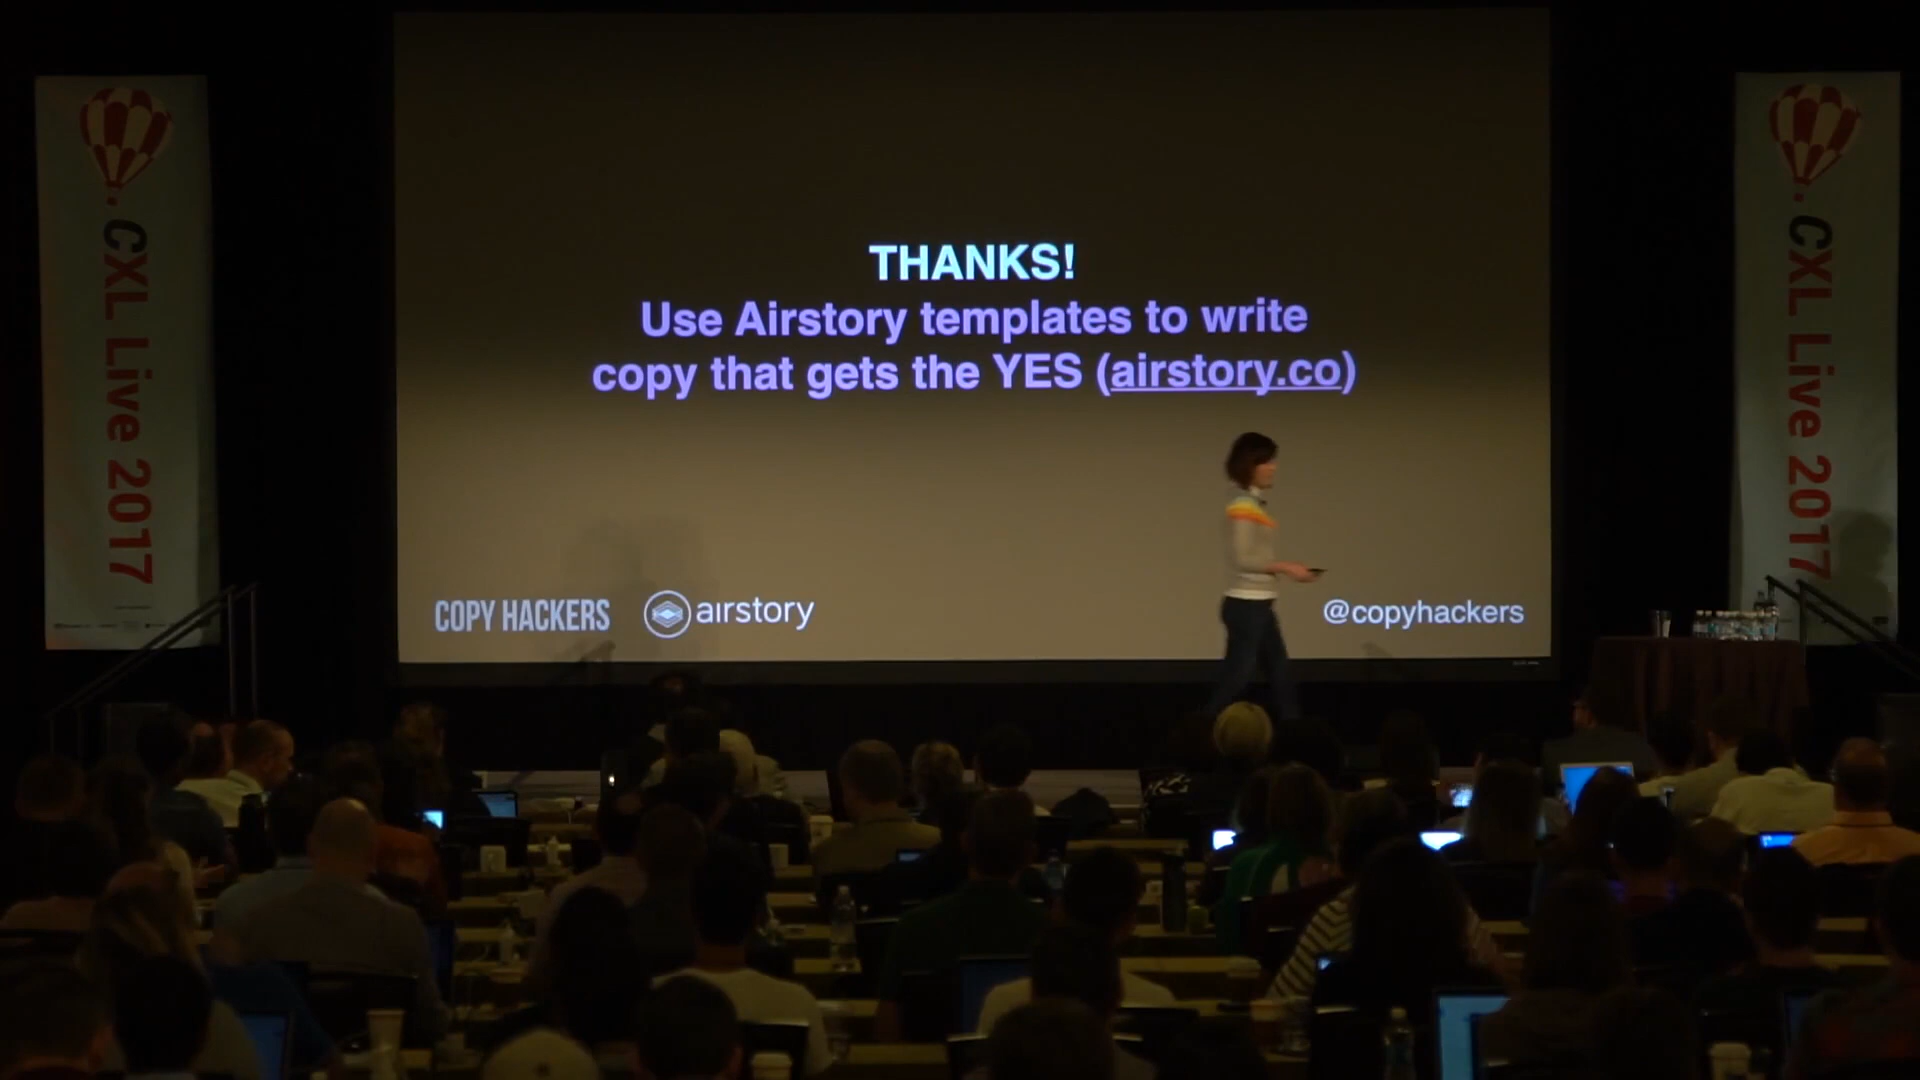 CXL Live 2017
THANKS!
Use Airstory templates to write
copy that gets the YES (airstory.co)
COPY HACKERS
airstory
@copyhackers
CXL Live 2017